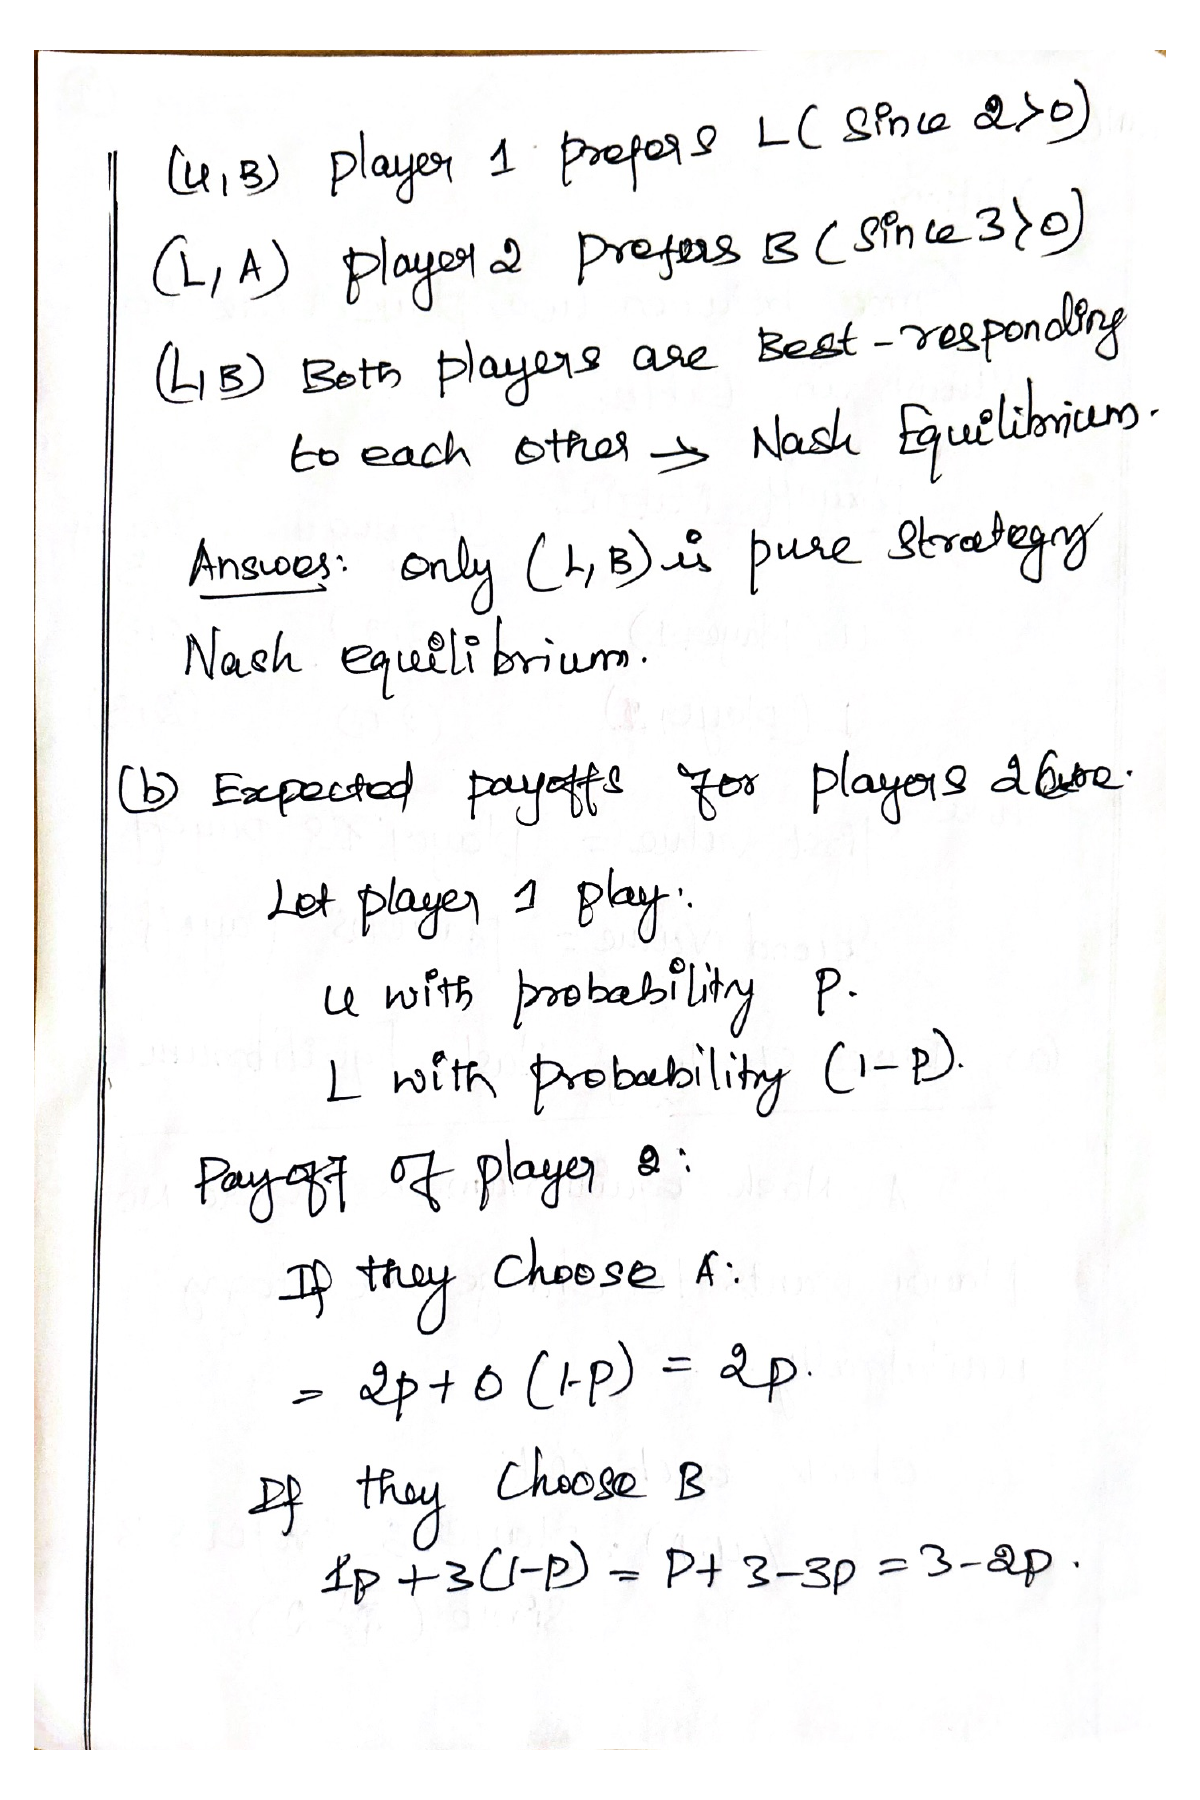 (U,B) player 1 prefers L( Since 2>0)
(L, A) player 2 Prefers B ( Since 3>0)
(L,B) Both players are Best-responding
to each other → Nash Equilibrium.
Answer: only (L, B) is pure Strategy
Nash equilibrium.
(b) Expected payoffs for players 2
Let player 1 play:
U with probability P.
L with probability (1-P).
Payoff of player 2:
If they choose A:
= 2p+0 (1-P) = 2p.
If they choose B
1p +3(1-P) = P+ 3-3p = 3-2p.